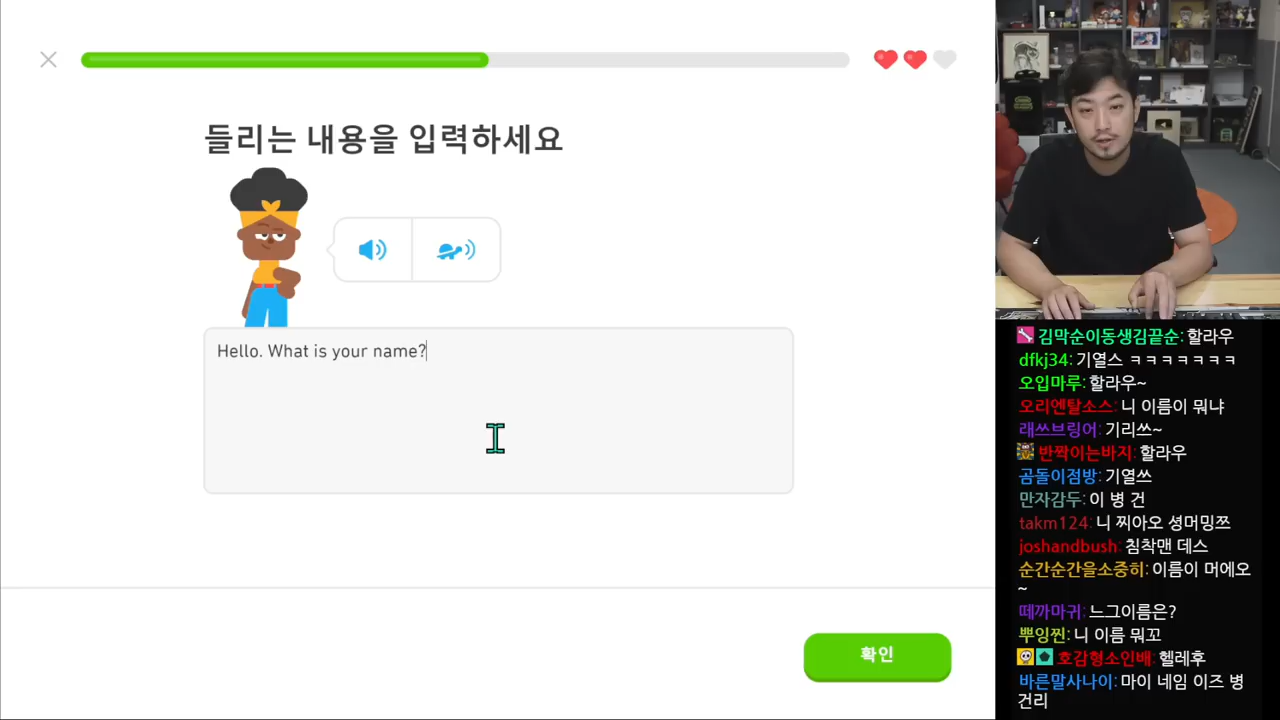 들리는 내용을 입력하세요
Hello. What is your name?
확인
김막순이동생김끝순: 할라우
dfkj34: 기열스 ㅋㅋㅋㅋㅋㅋㅋ
오입마루: 할라우~
오리엔탈소스: 니 이름이 뭐냐
래쓰브링어: 기리쓰~
반짝이는바지: 할라우
곰돌이점방: 기열쓰
만자감두: 이 병 건
takm124: 니 찌아오 셩머밍쯔
joshandbush: 침착맨 데스
순간순간을소중히: 이름이 머에오
~
떼까마귀: 느그이름은?
뿌잉찐: 니 이름 뭐꼬
호감형소인배: 헬레후
바른말사나이: 마이 네임 이즈 병
건리